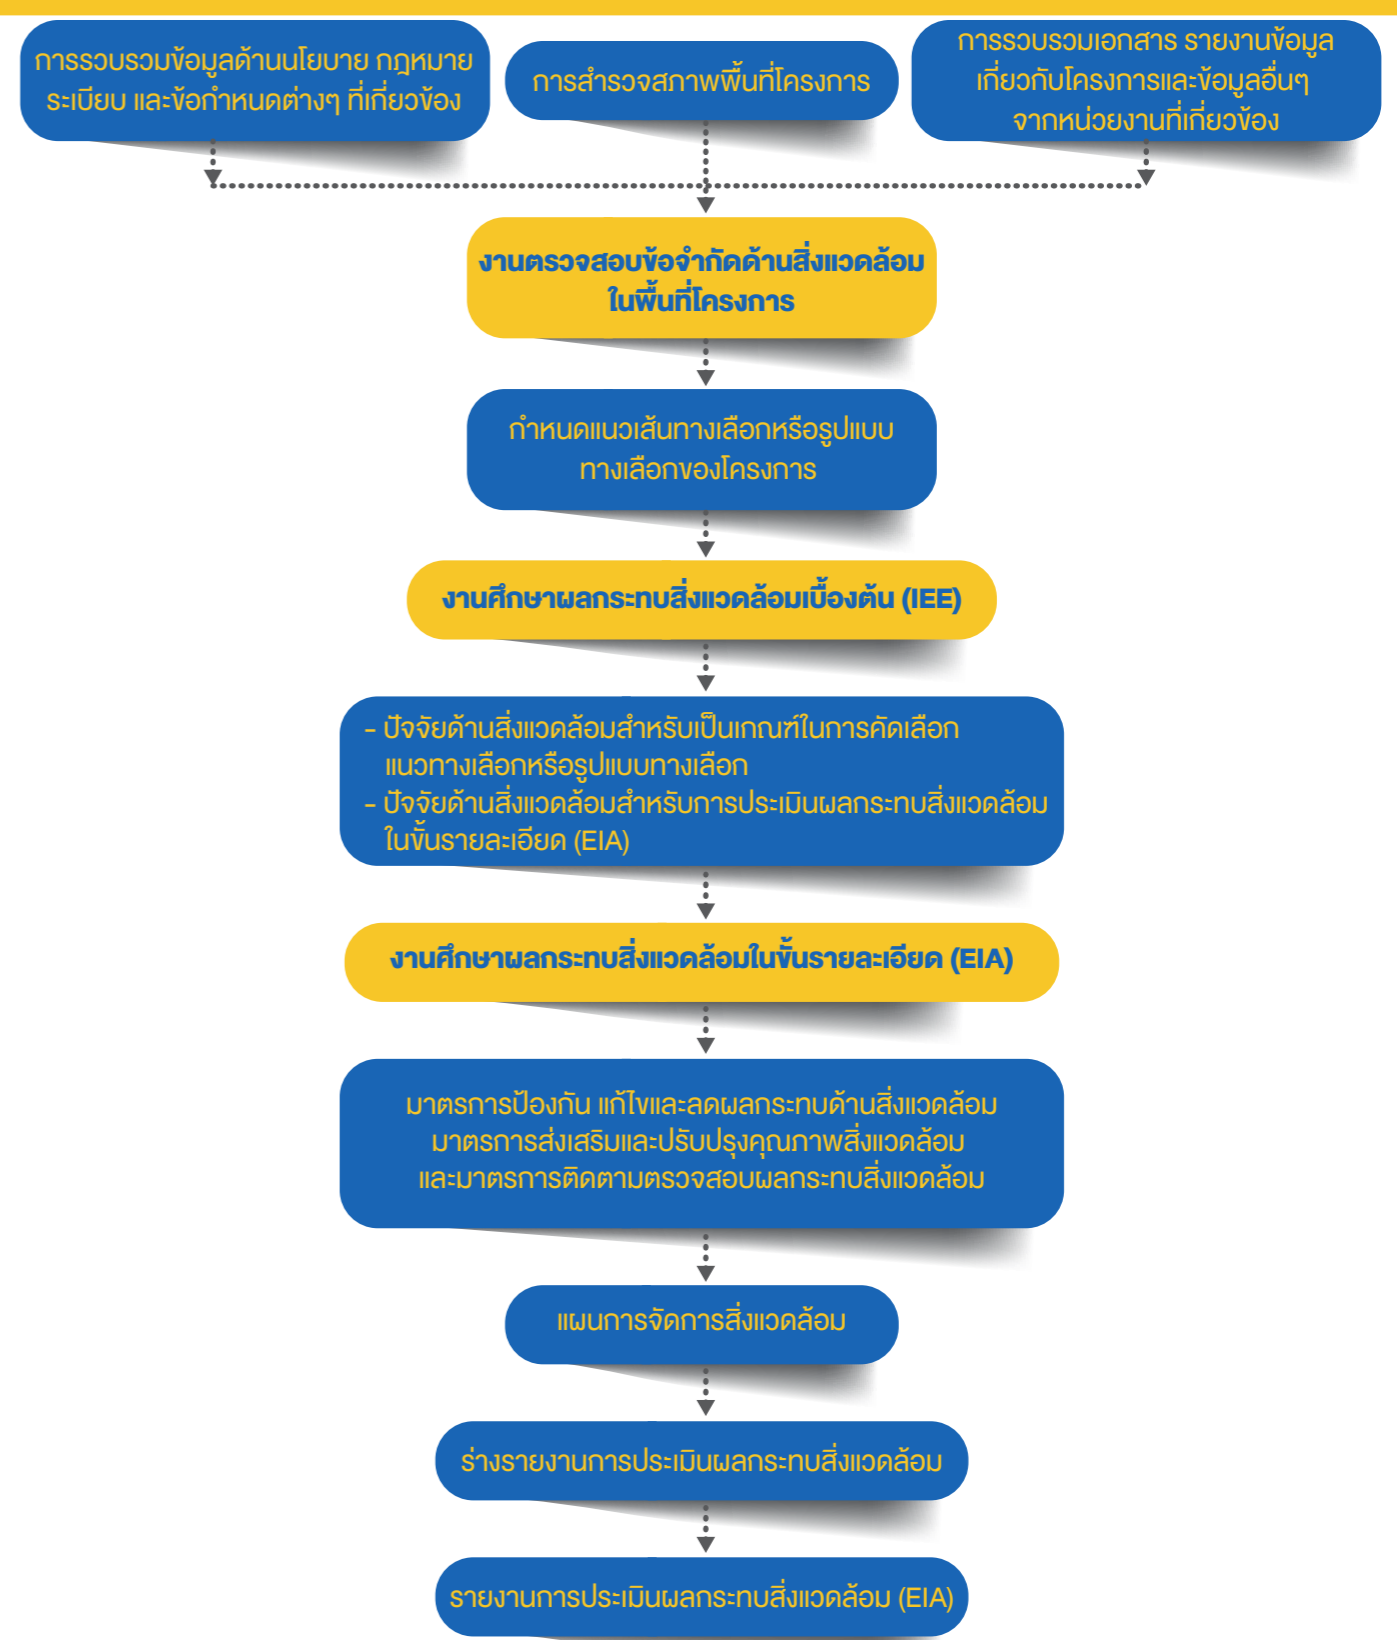 การรวบรวมข้อมูลด้านนโยบาย กฎหมาย
ระเบียบ และข้อกำหนดต่างๆ ที่เกี่ยวข้อง
การสำรวจสภาพพื้นที่โครงการ
การรวบรวมเอกสาร รายงานข้อมูล
เกี่ยวกับโครงการและข้อมูลอื่นๆ
จากหน่วยงานที่เกี่ยวข้อง
งานตรวจสอบข้อจำกัดด้านสิ่งแวดล้อม
ในพื้นที่โครงการ
กำหนดแนวเส้นทางเลือกหรือรูปแบบ
ทางเลือกของโครงการ
งานศึกษาผลกระทบสิ่งแวดล้อมเบื้องต้น (IEE)
- ปัจจัยด้านสิ่งแวดล้อมสำหรับเป็นเกณฑ์ในการคัดเลือก
แนวทางเลือกหรือรูปแบบทางเลือก
- ปัจจัยด้านสิ่งแวดล้อมสำหรับการประเมินผลกระทบสิ่งแวดล้อม
ในขั้นรายละเอียด (EIA)
งานศึกษาผลกระทบสิ่งแวดล้อมในขั้นรายละเอียด (EIA)
มาตรการป้องกัน แก้ไขและลดผลกระทบด้านสิ่งแวดล้อม
มาตรการส่งเสริมและปรับปรุงคุณภาพสิ่งแวดล้อม
และมาตรการติดตามตรวจสอบผลกระทบสิ่งแวดล้อม
แผนการจัดการสิ่งแวดล้อม
ร่างรายงานการประเมินผลกระทบสิ่งแวดล้อม
รายงานการประเมินผลกระทบสิ่งแวดล้อม (EIA)